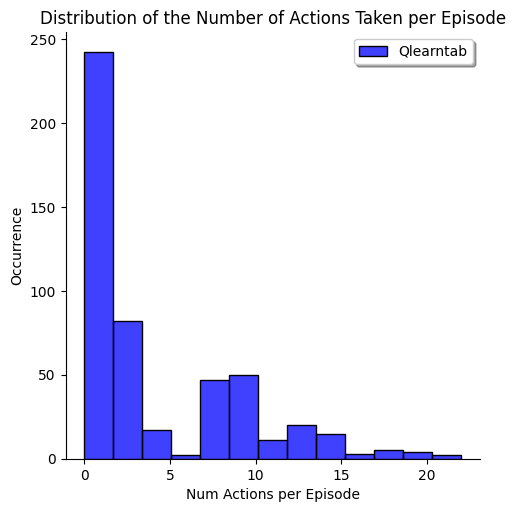 Distribution of the Number of Actions Taken per Episode
Qlearntab
Occurrence
250
200
150
100
50
0
0 5 10 15 20
Num Actions per Episode